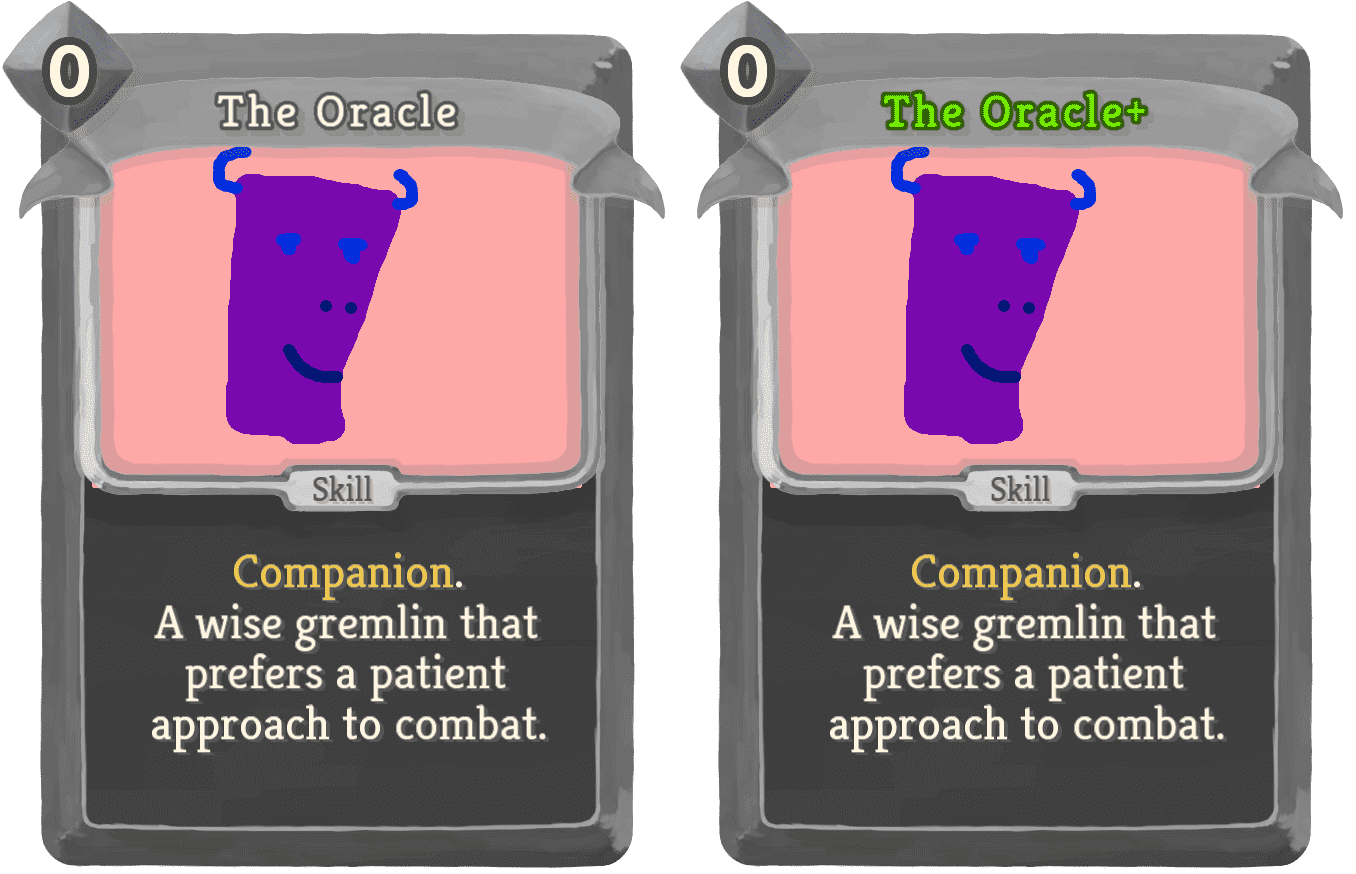 0
The Oracle
Skill
Companion.
A wise gremlin that
prefers a patient
approach to combat.
0
The Oracle+
Skill
Companion.
A wise gremlin that
prefers a patient
approach to combat.